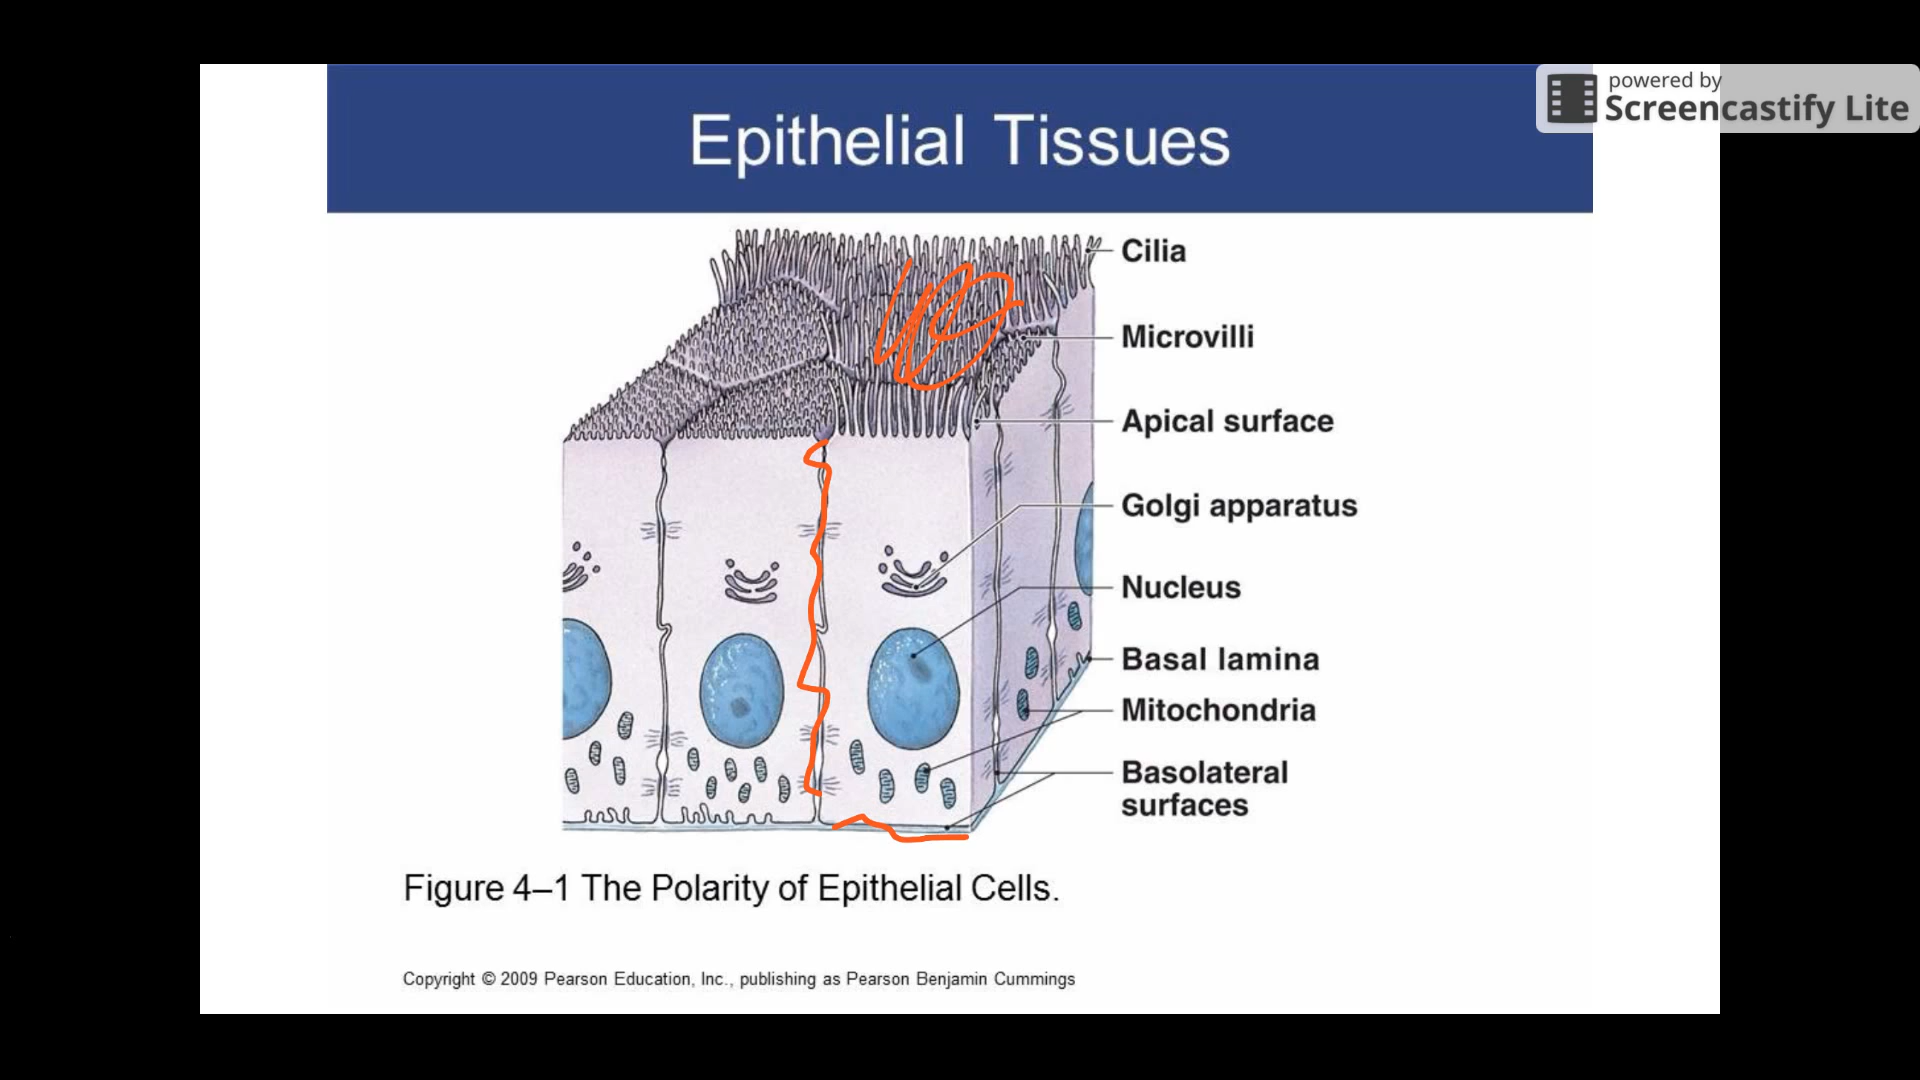 powered by
Screencastify Lite
Epithelial Tissues
Cilia
Microvilli
Apical surface
Golgi apparatus
Nucleus
Basal lamina
Mitochondria
Basolateral
surfaces
Figure 4–1 The Polarity of Epithelial Cells.
Copyright © 2009 Pearson Education, Inc., publishing as Pearson Benjamin Cummings